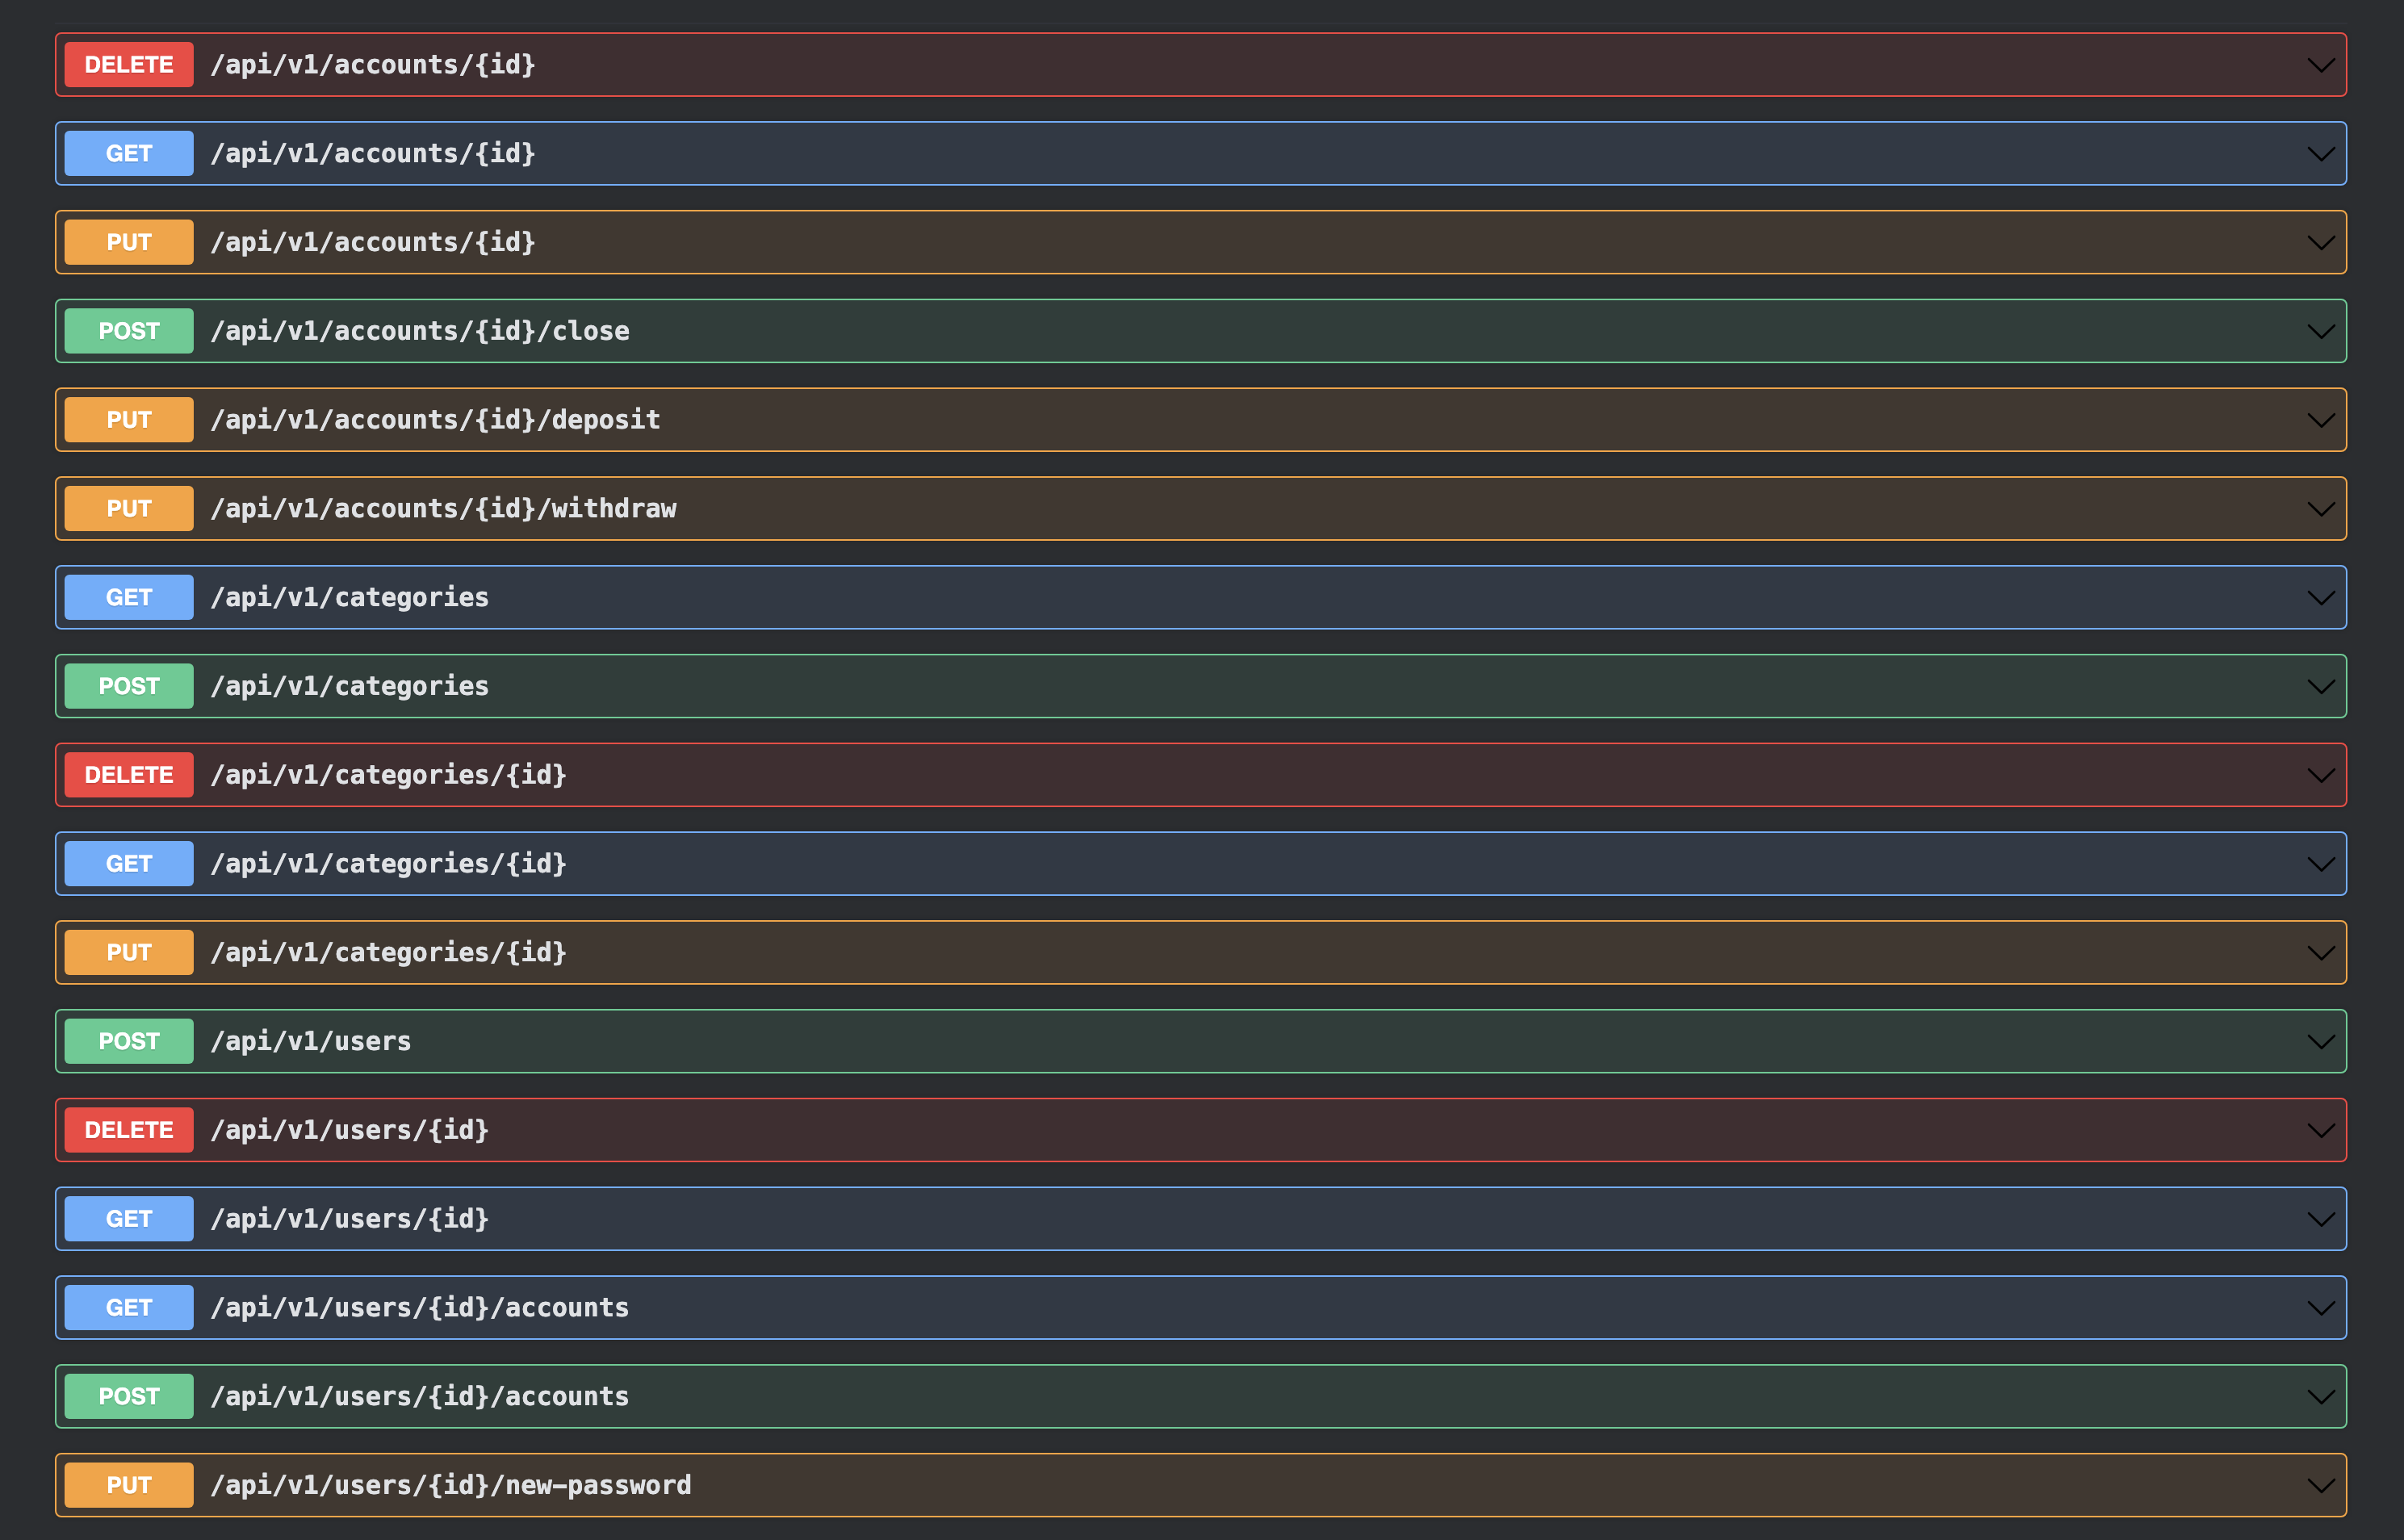 DELETE /api/v1/accounts/{id}
GET /api/v1/accounts/{id}
PUT /api/v1/accounts/{id}
POST /api/v1/accounts/{id}/close
PUT /api/v1/accounts/{id}/deposit
PUT /api/v1/accounts/{id}/withdraw
GET /api/v1/categories
POST /api/v1/categories
DELETE /api/v1/categories/{id}
GET /api/v1/categories/{id}
PUT /api/v1/categories/{id}
POST /api/v1/users
DELETE /api/v1/users/{id}
GET /api/v1/users/{id}
GET /api/v1/users/{id}/accounts
POST /api/v1/users/{id}/accounts
PUT /api/v1/users/{id}/new-password